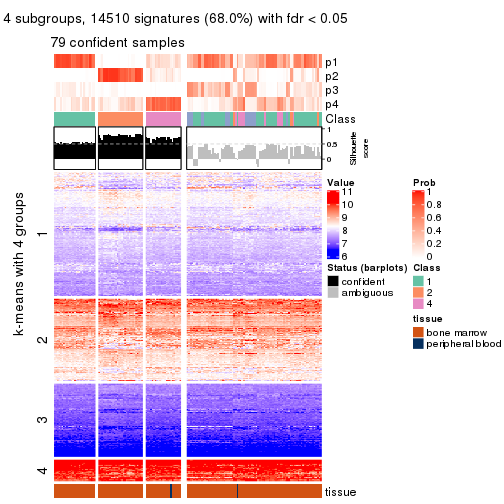 4 subgroups, 14510 signatures (68.0%) with fdr < 0.05
79 confident samples
p1
p2
p3
p4
Class
1
0.5
0
Silhouette
score
k-means with 4 groups
1
2
3
4
tissue
Value
11
10
9
8
7
6
Prob
1
0.8
0.6
0.4
0.2
0
Status (barplots)
confident
ambiguous
Class
1
2
4
tissue
bone marrow
peripheral blood